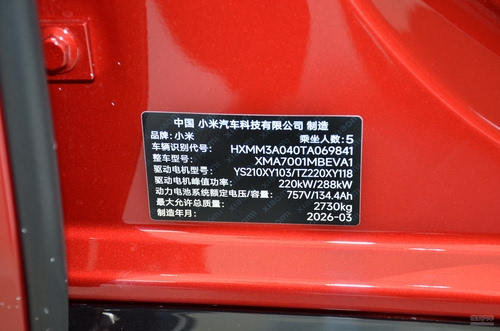 中国 小米汽车科技有限公司 制造
品牌: 小米 乘坐人数: 5
车辆识别代号: HXMM3A040TA069841
整车型号: XMA7001MBEVA1
驱动电机型号: YS210XY103/TZ220XY118
驱动电机峰值功率: 220kW/288kW
动力电池系统额定电压/容量: 757V/134.4Ah
最大允许总质量: 2730kg
制造年月: 2026-03